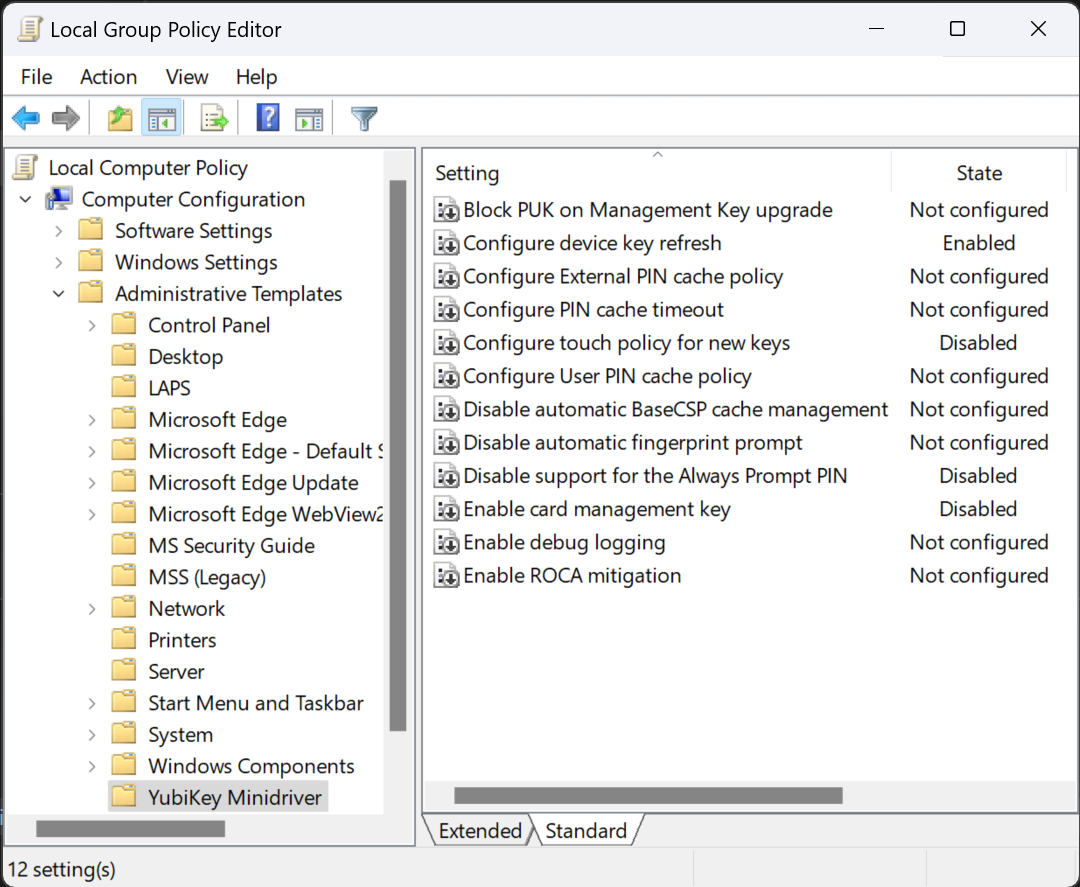 Local Group Policy Editor
File Action View Help
Local Computer Policy
Computer Configuration
Software Settings
Windows Settings
Administrative Templates
Control Panel
Desktop
LAPS
Microsoft Edge
Microsoft Edge - Default S
Microsoft Edge Update
Microsoft Edge WebView2
MS Security Guide
MSS (Legacy)
Network
Printers
Server
Start Menu and Taskbar
System
Windows Components
YubiKey Minidriver
Setting State
Block PUK on Management Key upgrade Not configured
Configure device key refresh Enabled
Configure External PIN cache policy Not configured
Configure PIN cache timeout Not configured
Configure touch policy for new keys Disabled
Configure User PIN cache policy Not configured
Disable automatic BaseCSP cache management Not configured
Disable automatic fingerprint prompt Not configured
Disable support for the Always Prompt PIN Disabled
Enable card management key Disabled
Enable debug logging Not configured
Enable ROCA mitigation Not configured
Extended Standard
12 setting(s)